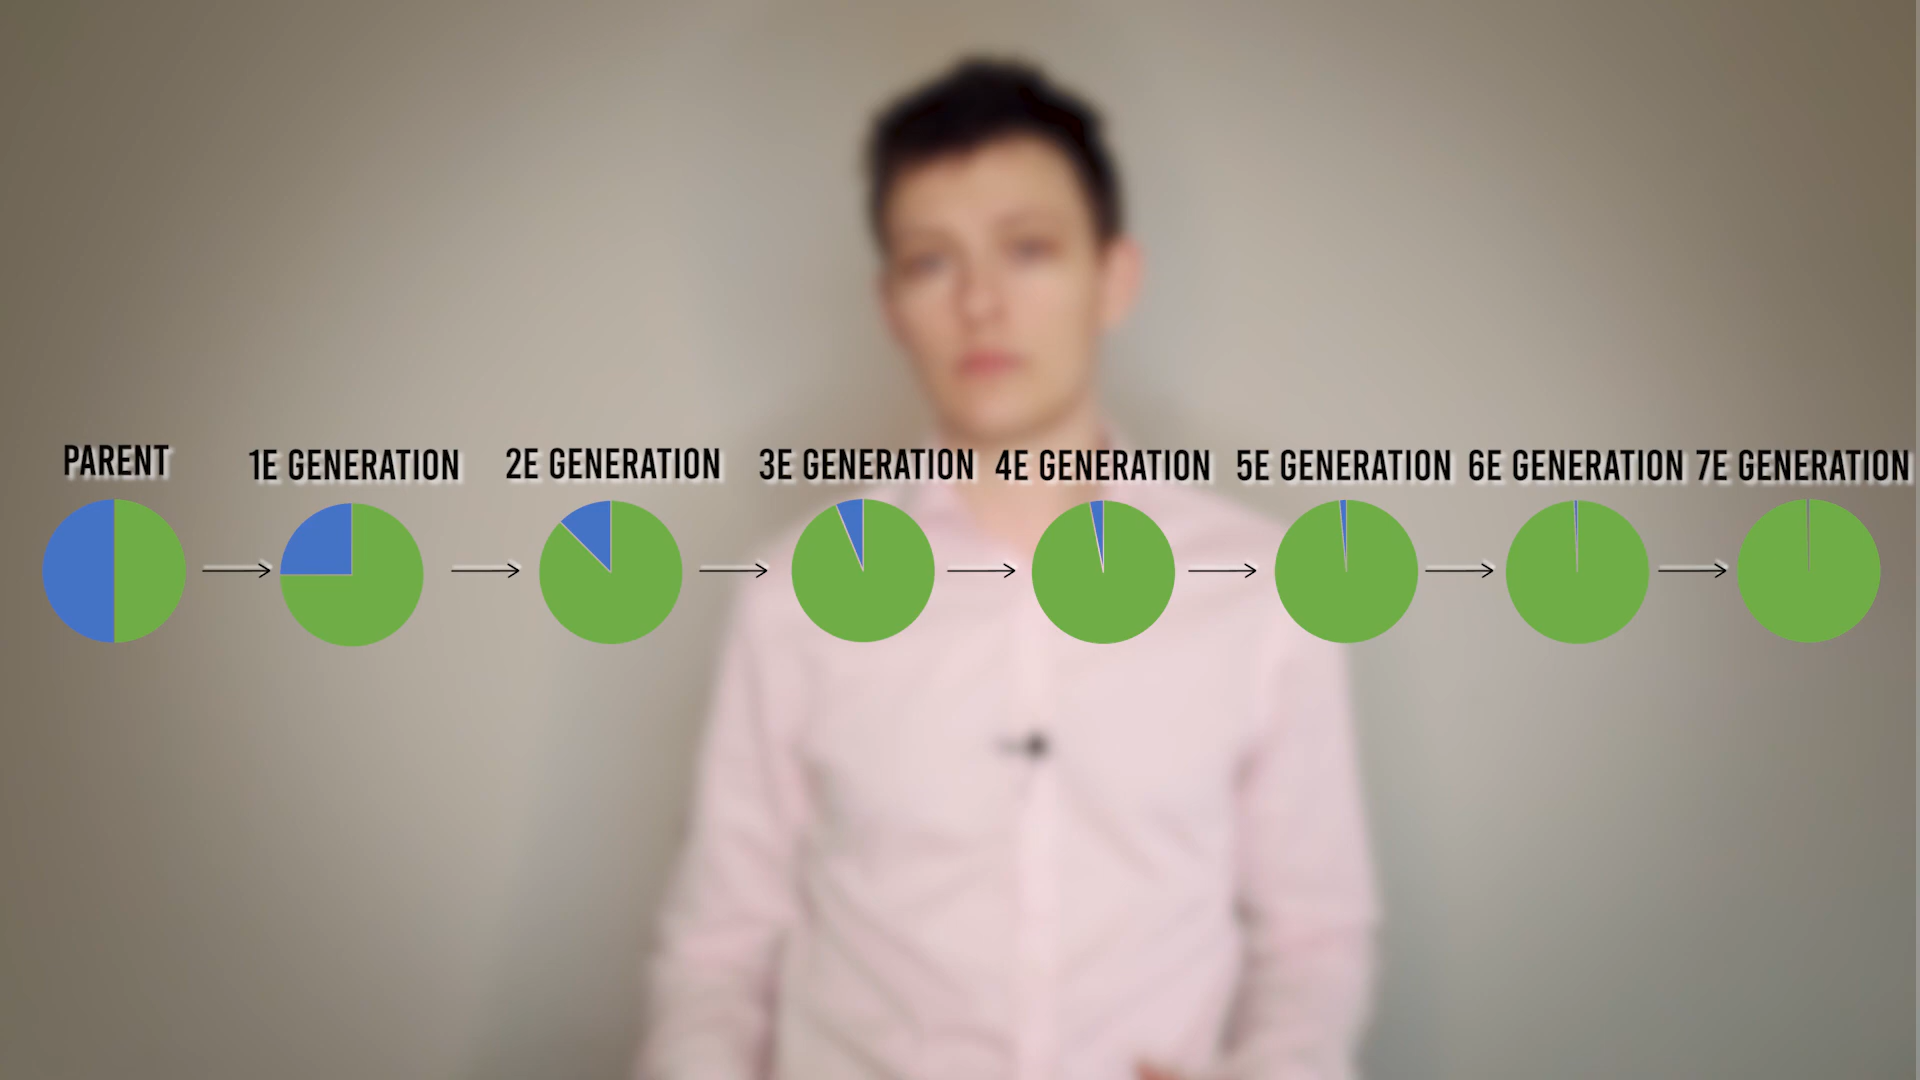 PARENT
1E GENERATION
2E GENERATION
3E GENERATION
4E GENERATION
5E GENERATION
6E GENERATION
7E GENERATION